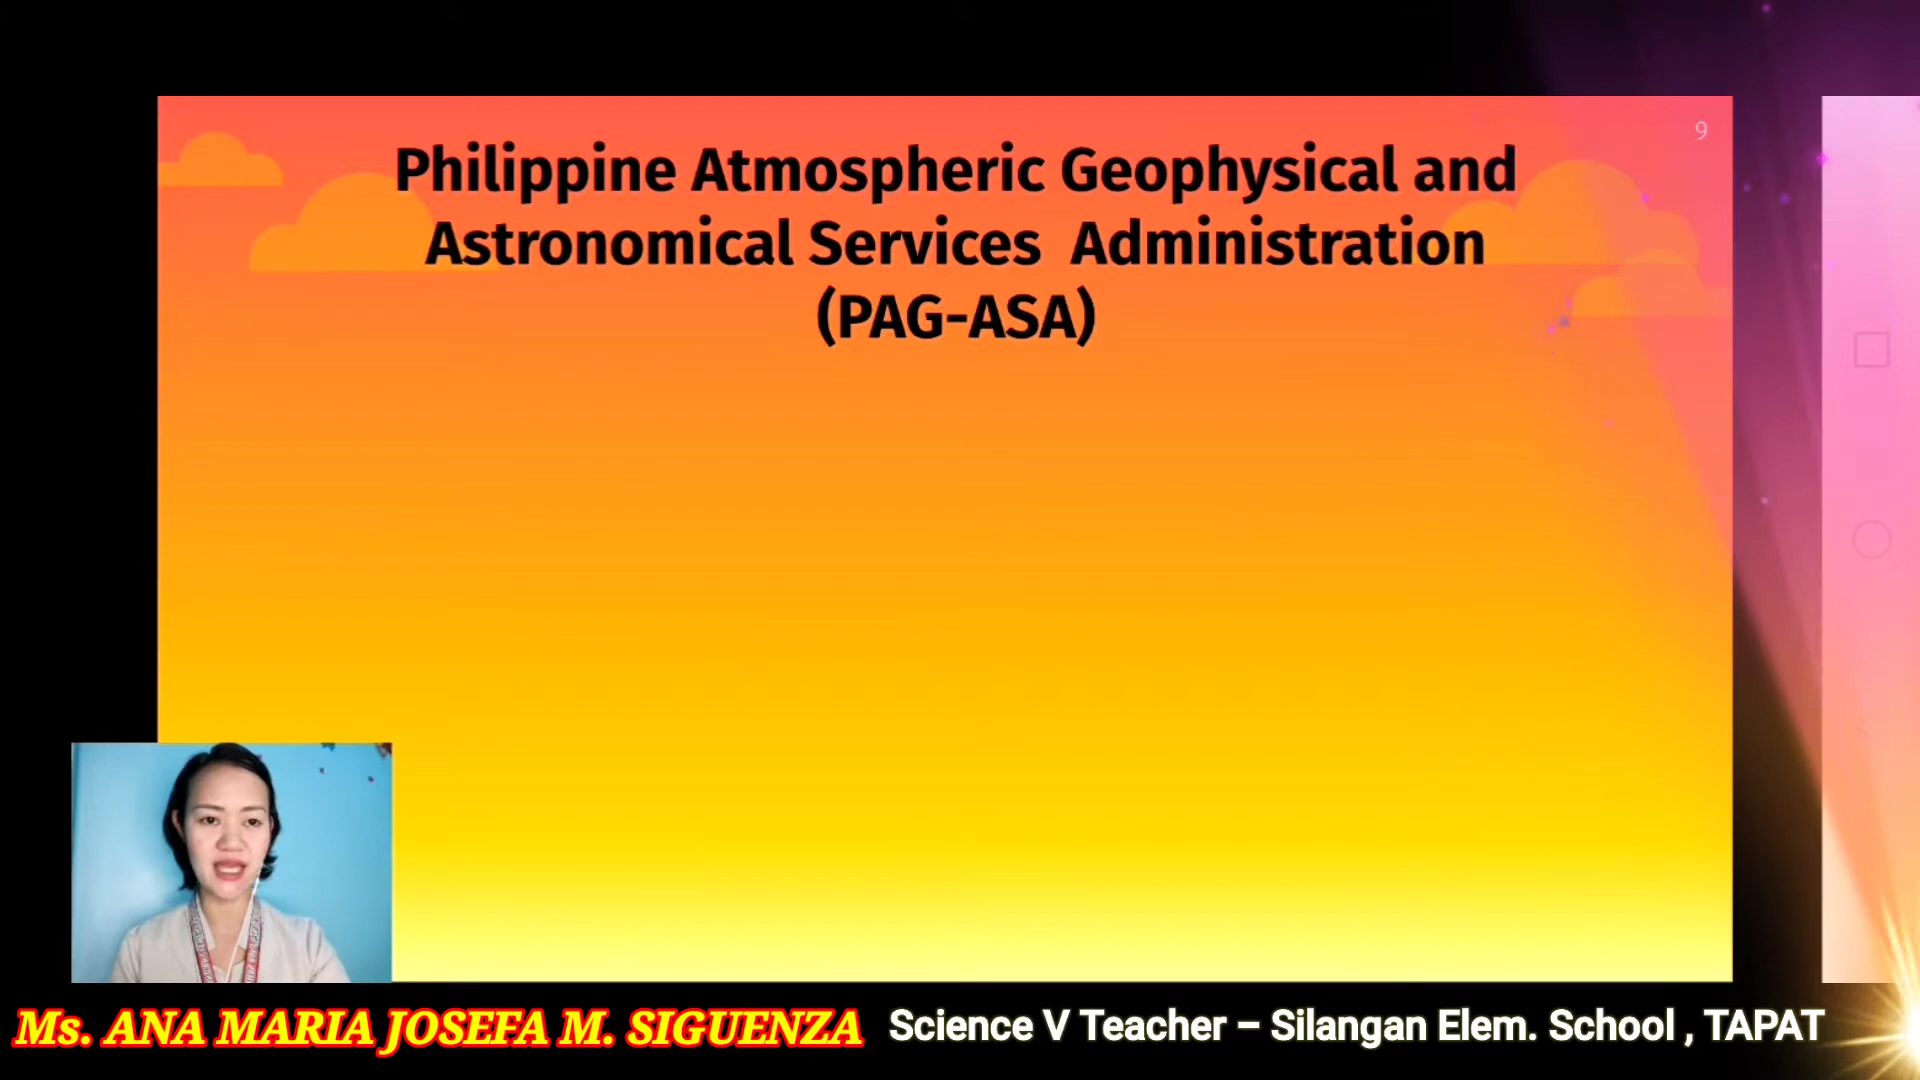 9
Philippine Atmospheric Geophysical and
Astronomical Services Administration
(PAG-ASA)
Ms. ANA MARIA JOSEFA M. SIGUENZA Science V Teacher – Silangan Elem. School , TAPAT